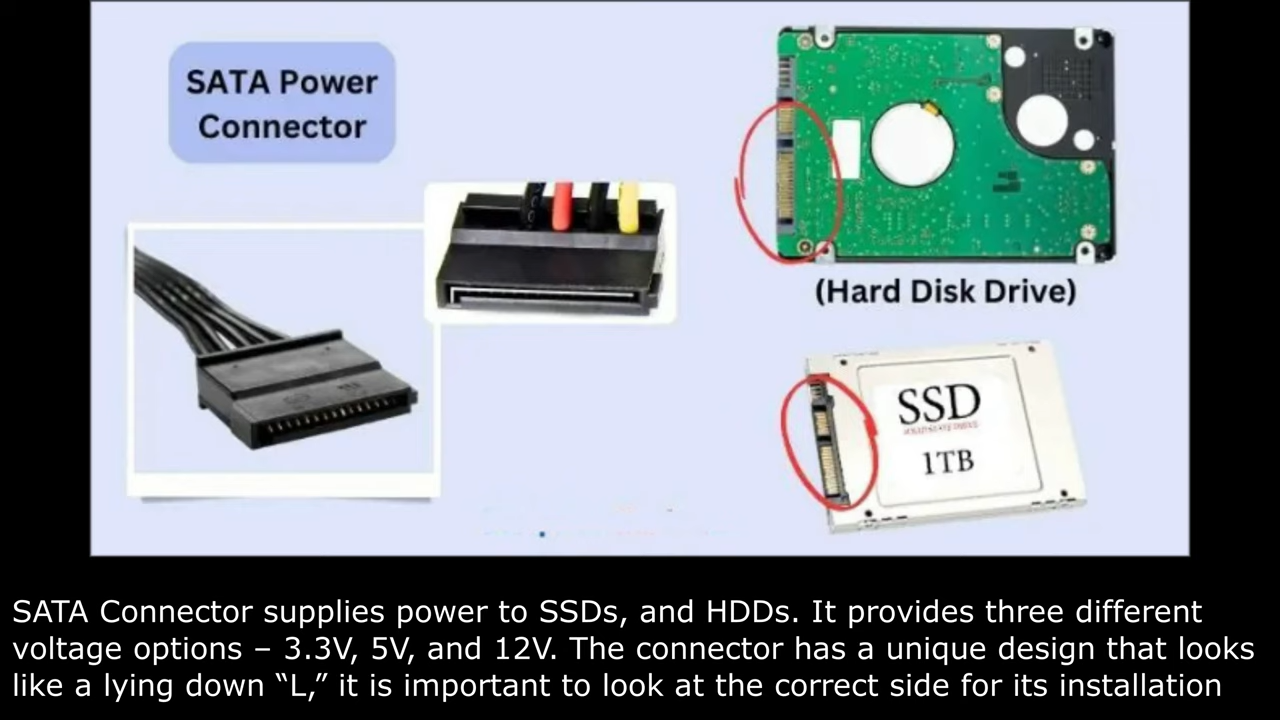 SATA Power
Connector
(Hard Disk Drive)
SSD
1TB
SATA Connector supplies power to SSDs, and HDDs. It provides three different
voltage options – 3.3V, 5V, and 12V. The connector has a unique design that looks
like a lying down “L,” it is important to look at the correct side for its installation